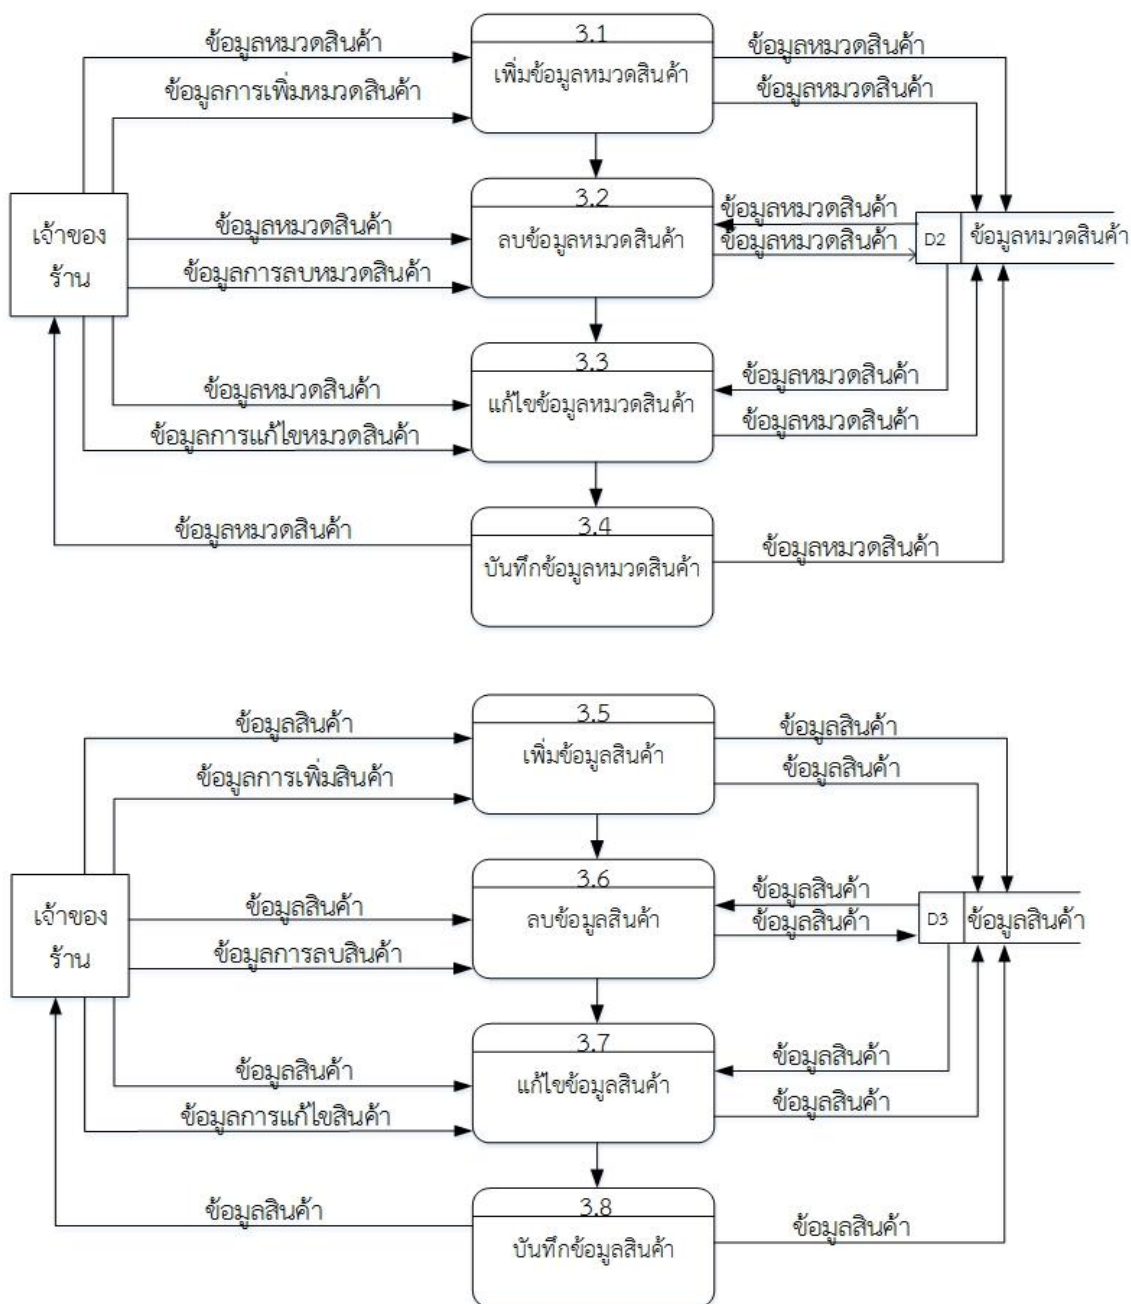 3.1
ข้อมูลหมวดสินค้า
ข้อมูลหมวดสินค้า
เพิ่มข้อมูลหมวดสินค้า
ข้อมูลการเพิ่มหมวดสินค้า
ข้อมูลหมวดสินค้า
3.2
ข้อมูลหมวดสินค้า
ข้อมูลหมวดสินค้า
เจ้าของ
ร้าน
ลบข้อมูลหมวดสินค้า
ข้อมูลหมวดสินค้า
D2
ข้อมูลหมวดสินค้า
ข้อมูลการลบหมวดสินค้า
3.3
ข้อมูลหมวดสินค้า
ข้อมูลหมวดสินค้า
แก้ไขข้อมูลหมวดสินค้า
ข้อมูลการแก้ไขหมวดสินค้า
ข้อมูลหมวดสินค้า
3.4
ข้อมูลหมวดสินค้า
ข้อมูลหมวดสินค้า
บันทึกข้อมูลหมวดสินค้า
3.5
ข้อมูลสินค้า
ข้อมูลสินค้า
เพิ่มข้อมูลสินค้า
ข้อมูลการเพิ่มสินค้า
ข้อมูลสินค้า
3.6
ข้อมูลสินค้า
ข้อมูลสินค้า
เจ้าของ
ร้าน
ลบข้อมูลสินค้า
ข้อมูลสินค้า
D3
ข้อมูลสินค้า
ข้อมูลการลบสินค้า
3.7
ข้อมูลสินค้า
ข้อมูลสินค้า
แก้ไขข้อมูลสินค้า
ข้อมูลการแก้ไขสินค้า
ข้อมูลสินค้า
3.8
ข้อมูลสินค้า
ข้อมูลสินค้า
บันทึกข้อมูลสินค้า